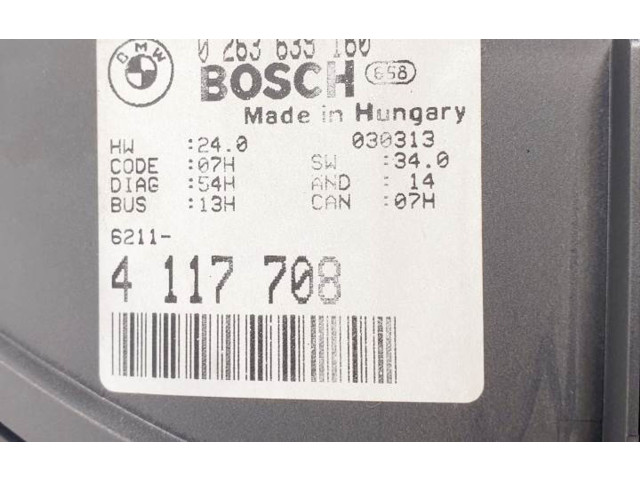 BMW
0 263 639 160
BOSCH 658
Made in Hungary
HW :24.0 030313
CODE :07H SW :34.0
DIAG :54H AND : 14
BUS :13H CAN :07H
6211-
4 117 708